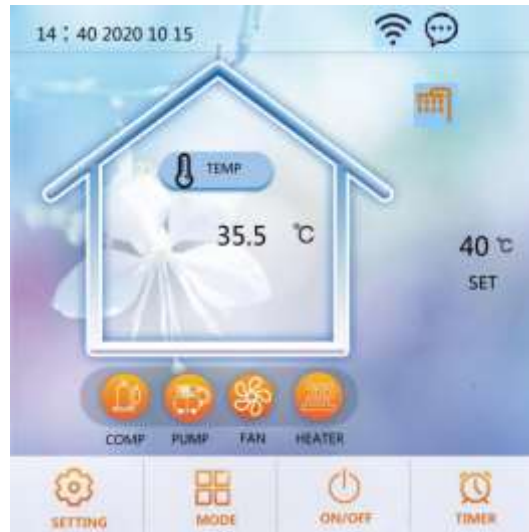 14：40 2020 10 15
TEMP
35.5 ℃
40 ℃
SET
COMP PUMP FAN HEATER
SETTING MODE ON/OFF TIMER